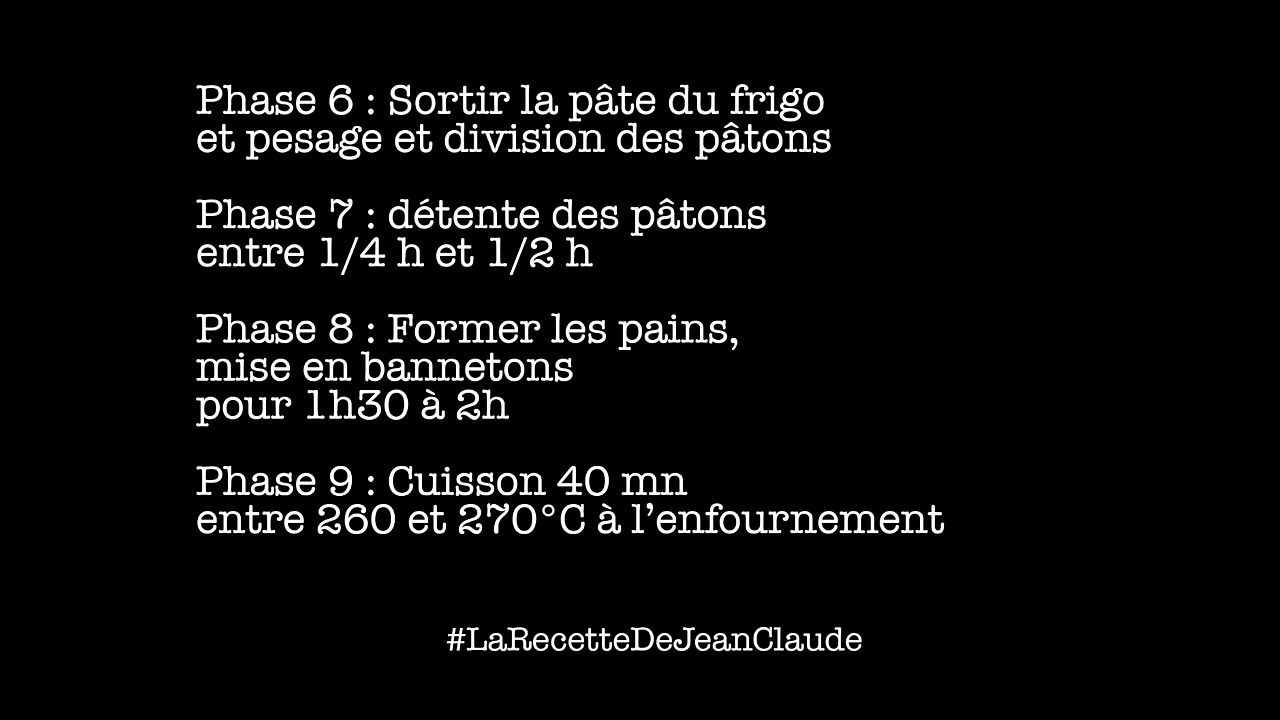 Phase 6 : Sortir la pâte du frigo
et pesage et division des pâtons
Phase 7 : détente des pâtons
entre 1/4 h et 1/2 h
Phase 8 : Former les pains,
mise en bannetons
pour 1h30 à 2h
Phase 9 : Cuisson 40 mn
entre 260 et 270°C à l’enfournement
#LaRecetteDeJeanClaude